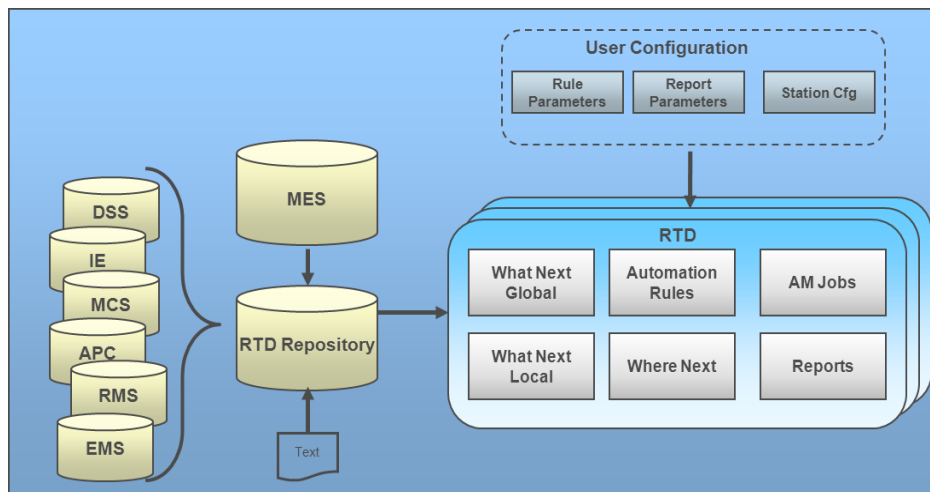 User Configuration
Rule
Parameters
Report
Parameters
Station Cfg
DSS
IE
MCS
APC
RMS
EMS
MES
RTD Repository
Text
RTD
What Next
Global
Automation
Rules
AM Jobs
What Next
Local
Where Next
Reports